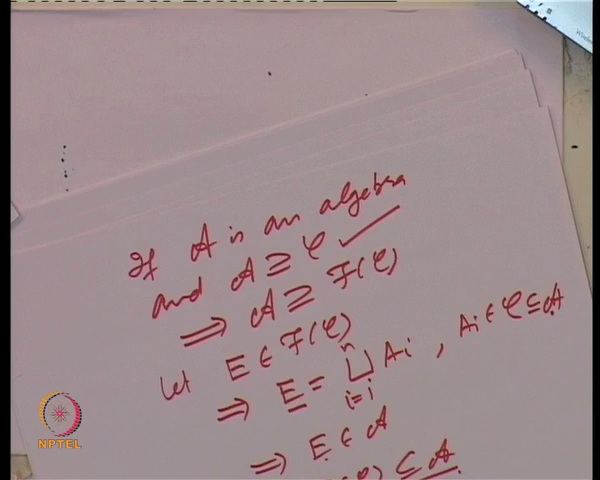 If 𝒜 is an algebra
and 𝒜 ⊇ 𝒞 ✓
⟹ 𝒜 ⊇ ℱ(𝒞)
Let E ∈ ℱ(𝒞)
⟹ E = ⨆ᵢ₌₁ⁿ Aᵢ , Aᵢ ∈ 𝒞 ⊆ 𝒜
⟹ E ∈ 𝒜
⊆ 𝒜
NPTEL